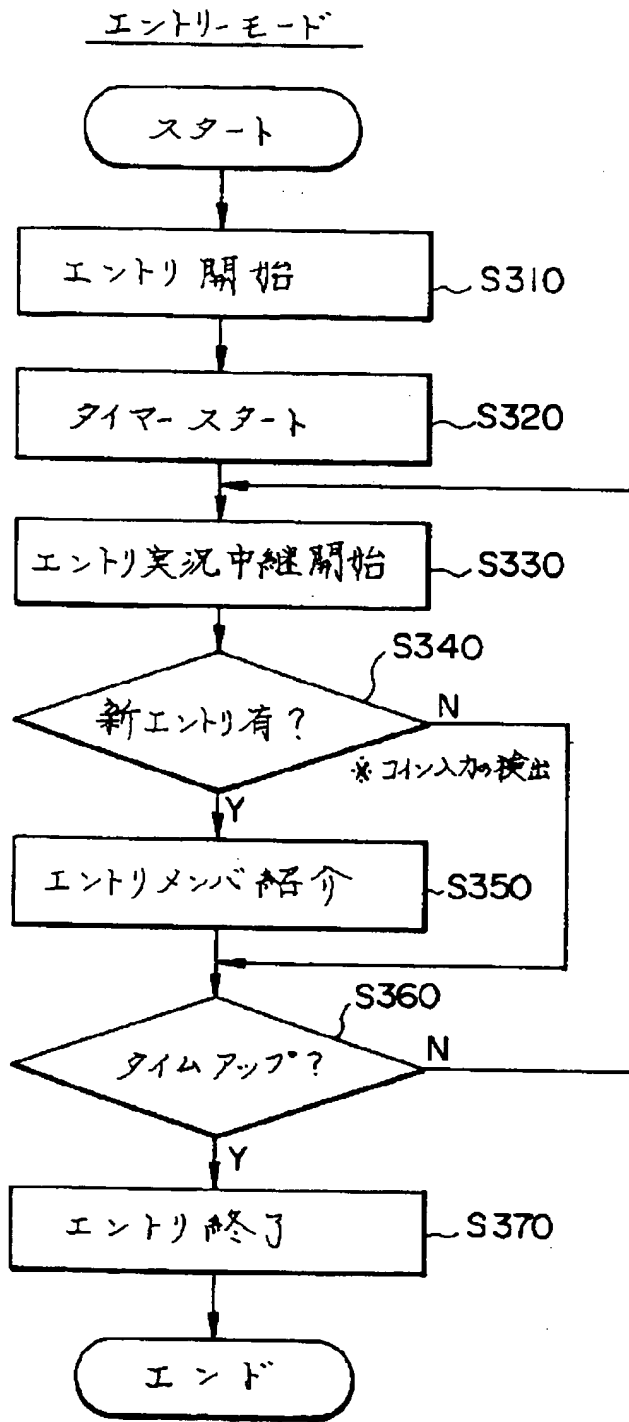 エントリーモード
スタート
エントリ開始
S310
タイマースタート
S320
エントリ実況中継開始
S330
S340
新エントリ有?
N
※コイン入力の検出
Y
エントリメンバ紹介
S350
S360
タイムアップ?
N
Y
エントリ終了
S370
エンド